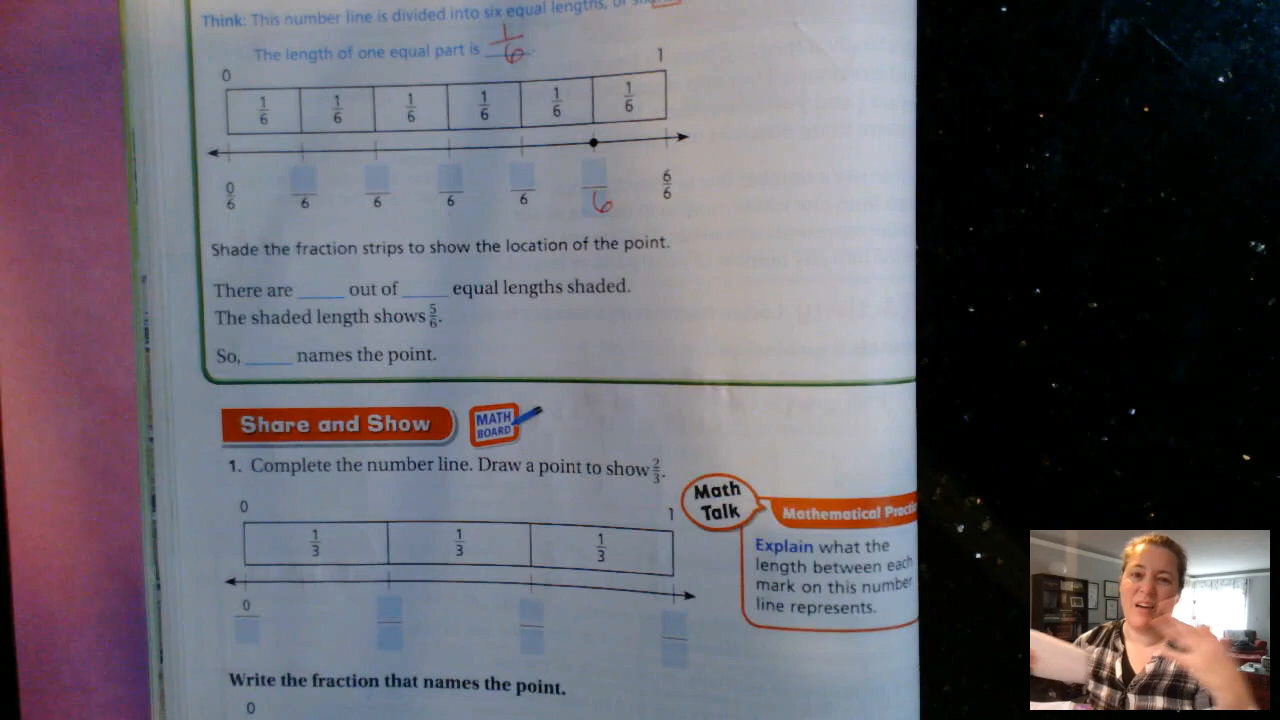 Think: This number line is divided into six equal lengths, or
The length of one equal part is 1/6.
0 1
1/6 1/6 1/6 1/6 1/6 1/6
0/6 /6 /6 /6 /6 /6 6/6
Shade the fraction strips to show the location of the point.
There are ____ out of ____ equal lengths shaded.
The shaded length shows 5/6.
So, ____ names the point.
Share and Show
MATH
BOARD
1. Complete the number line. Draw a point to show 2/3.
0 1
1/3 1/3 1/3
0/
Math
Talk
Mathematical
Explain what the
length between each
mark on this number
line represents.
Write the fraction that names the point.
0